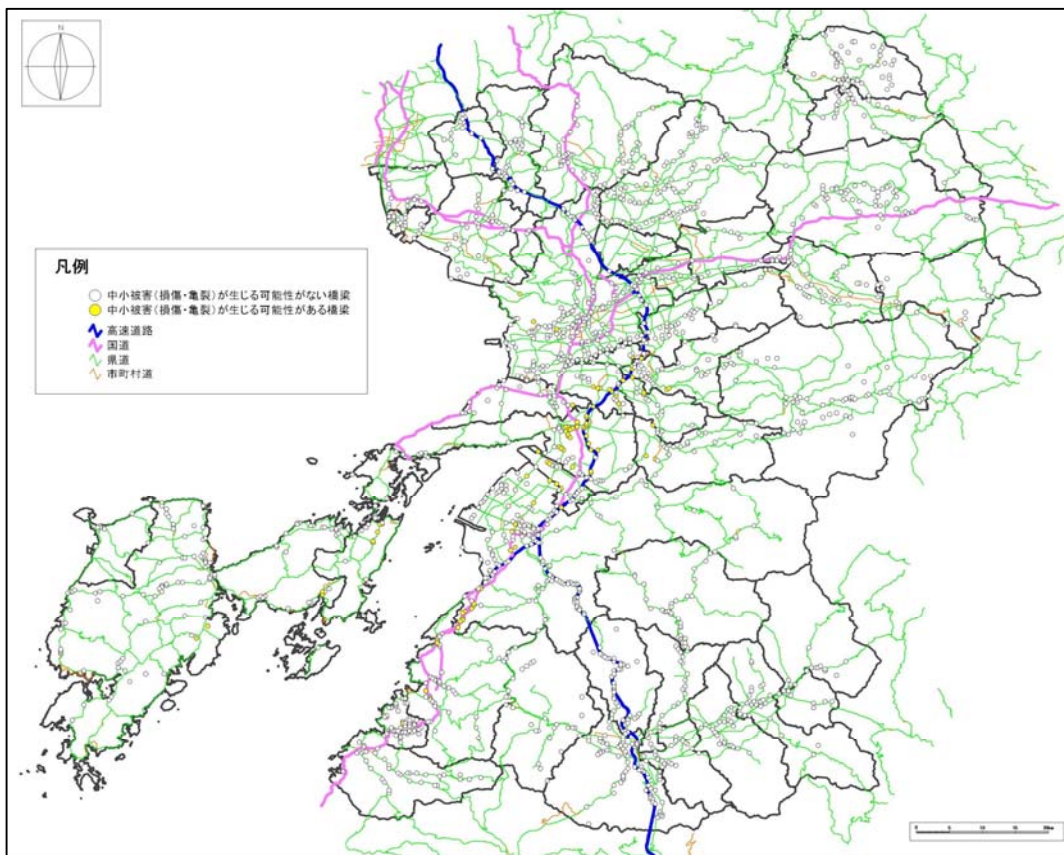 N
凡例
中小被害(損傷・亀裂)が生じる可能性がない橋梁
中小被害(損傷・亀裂)が生じる可能性がある橋梁
高速道路
国道
県道
市町村道